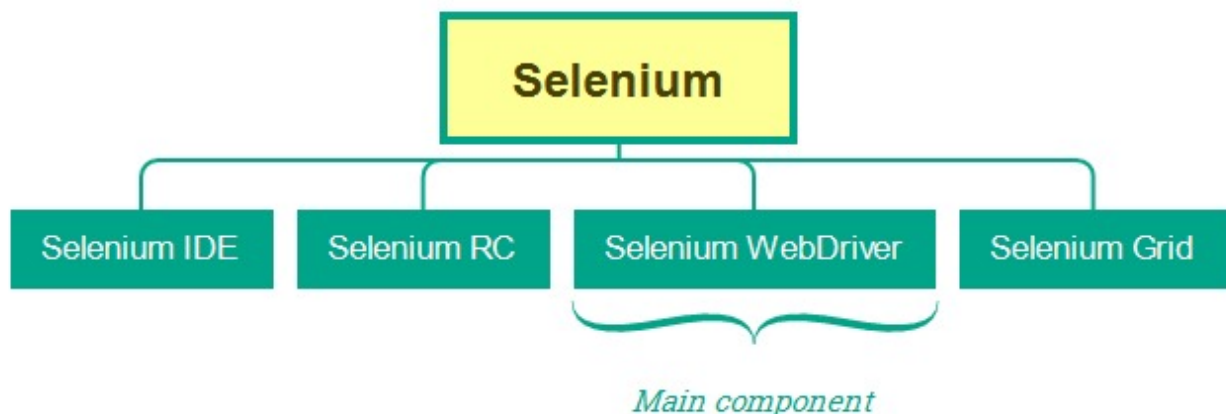 Selenium
Selenium IDE
Selenium RC
Selenium WebDriver
Selenium Grid
Main component